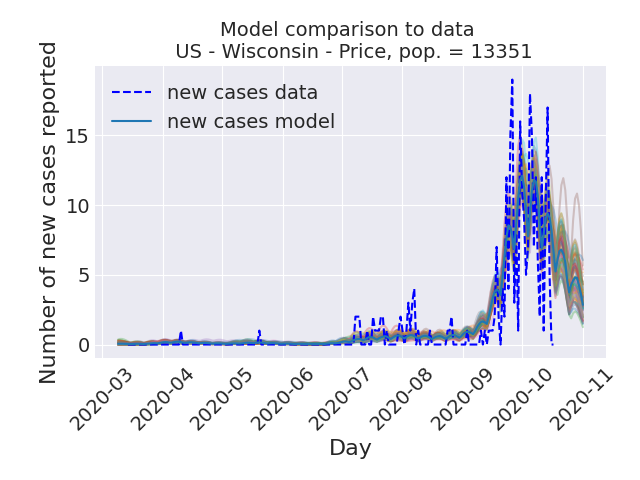 Model comparison to data
US - Wisconsin - Price, pop. = 13351
new cases data
new cases model
Number of new cases reported
15
10
5
0
2020-03
2020-04
2020-05
2020-06
2020-07
2020-08
2020-09
2020-10
2020-11
Day